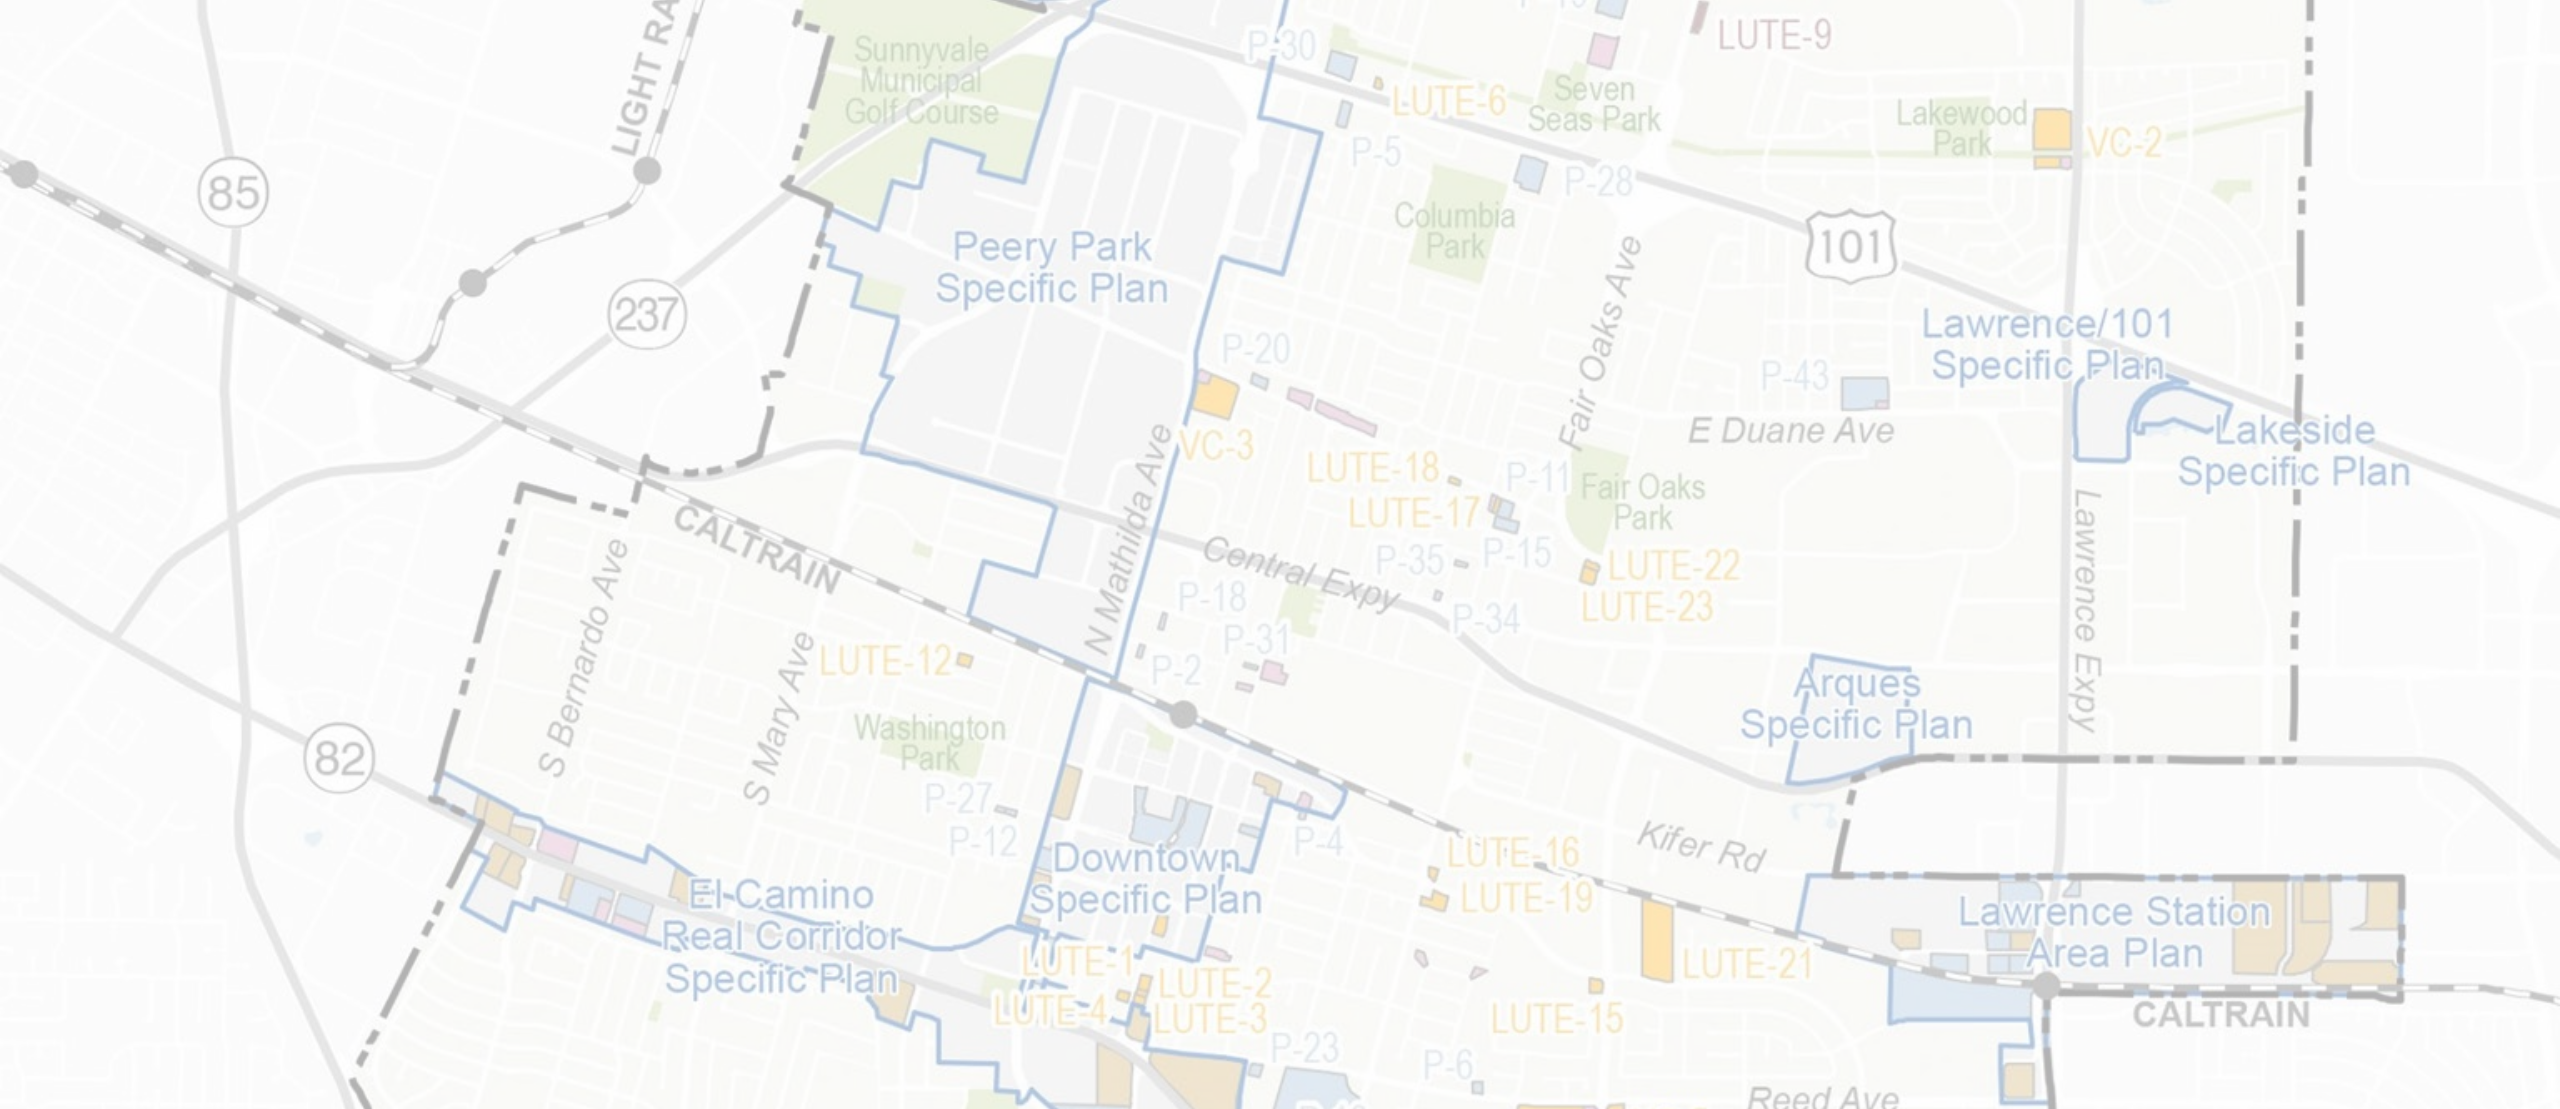 P-30
LUTE-9
LIGHT RA
Sunnyvale
Municipal
Golf Course
LUTE-6
Seven
Seas Park
Lakewood
Park
VC-2
P-5
P-28
85
Columbia
Park
101
Peery Park
Specific Plan
237
Fair Oaks Ave
Lawrence/101
Specific Plan
P-20
P-43
E Duane Ave
VC-3
N Mathilda Ave
LUTE-18
LUTE-17
P-11
Fair Oaks
Park
Lakeside
Specific Plan
CALTRAIN
Central Expy
P-35
P-15
LUTE-22
LUTE-23
P-18
P-34
P-31
Lawrence Expy
S Bernardo Ave
S Mary Ave
LUTE-12
P-2
Arques
Specific Plan
Washington
Park
82
P-27
P-12
P-4
Kifer Rd
Downtown
Specific Plan
LUTE-16
LUTE-19
El Camino
Real Corridor
Specific Plan
Lawrence Station
Area Plan
LUTE-1
LUTE-2
LUTE-4
LUTE-3
LUTE-21
LUTE-15
CALTRAIN
P-23
P-6
Reed Ave